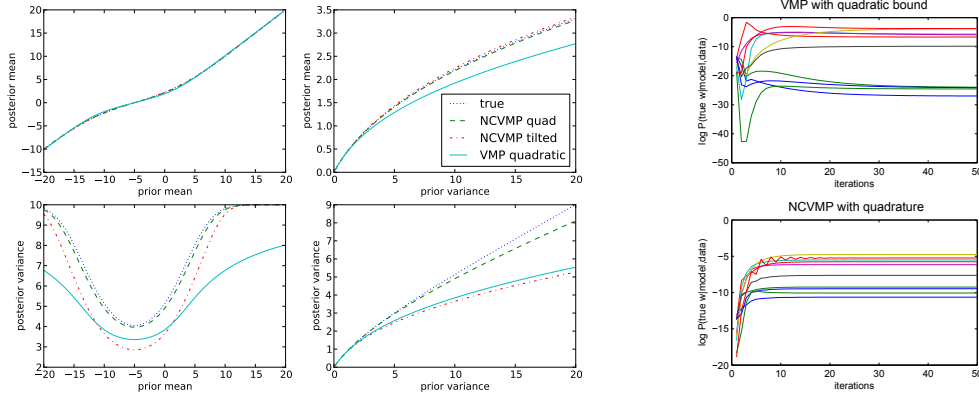 20
15
10
5
0
−5
−10
−15
−20 −15 −10 −5 0 5 10 15 20
prior mean
posterior mean
3.5
3.0
2.5
2.0
1.5
1.0
0.5
0.0
0 5 10 15 20
prior variance
posterior mean
true
NCVMP quad
NCVMP tilted
VMP quadratic
10
9
8
7
6
5
4
3
2
−20 −15 −10 −5 0 5 10 15 20
prior mean
posterior variance
9
8
7
6
5
4
3
2
1
0
0 5 10 15 20
prior variance
posterior variance
VMP with quadratic bound
0
−10
−20
−30
−40
−50
0 10 20 30 40 50
iterations
log P(true w|model,data)
NCVMP with quadrature
0
−5
−10
−15
−20
0 10 20 30 40 50
iterations
log P(true w|model,data)